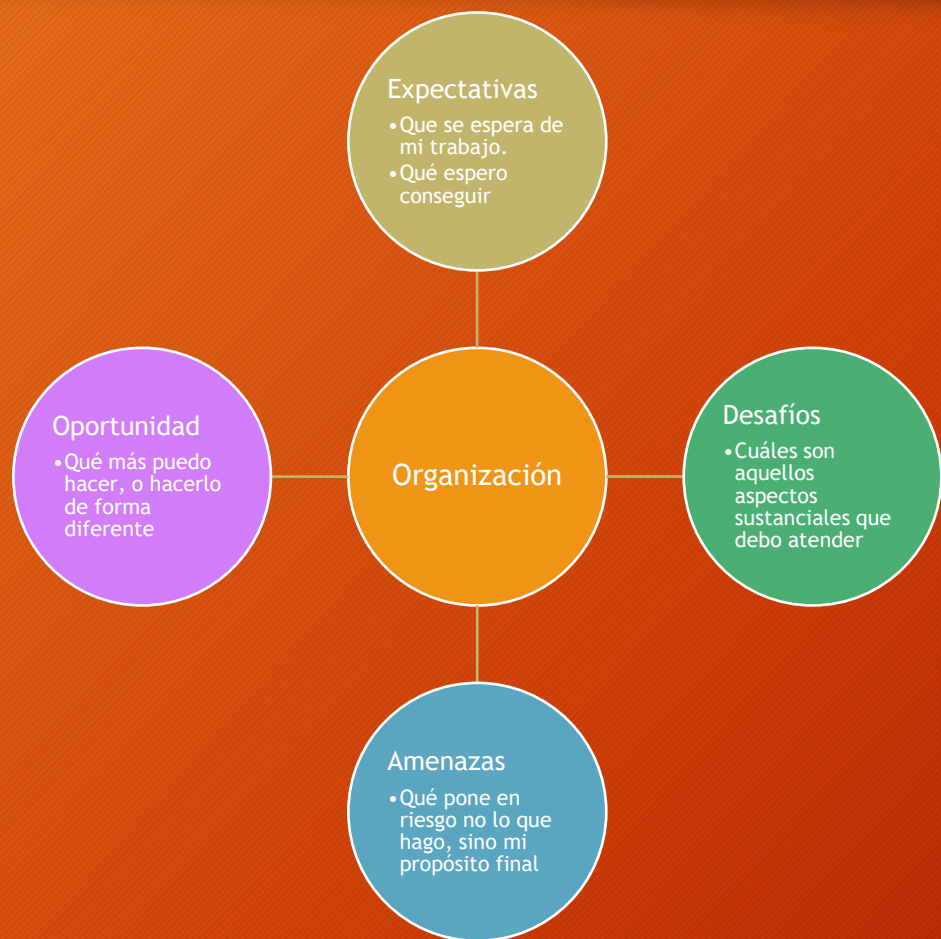 Expectativas
•Que se espera de
mi trabajo.
•Qué espero
conseguir
Oportunidad
•Qué más puedo
hacer, o hacerlo
de forma
diferente
Organización
Desafíos
•Cuáles son
aquellos
aspectos
sustanciales que
debo atender
Amenazas
•Qué pone en
riesgo no lo que
hago, sino mi
propósito final